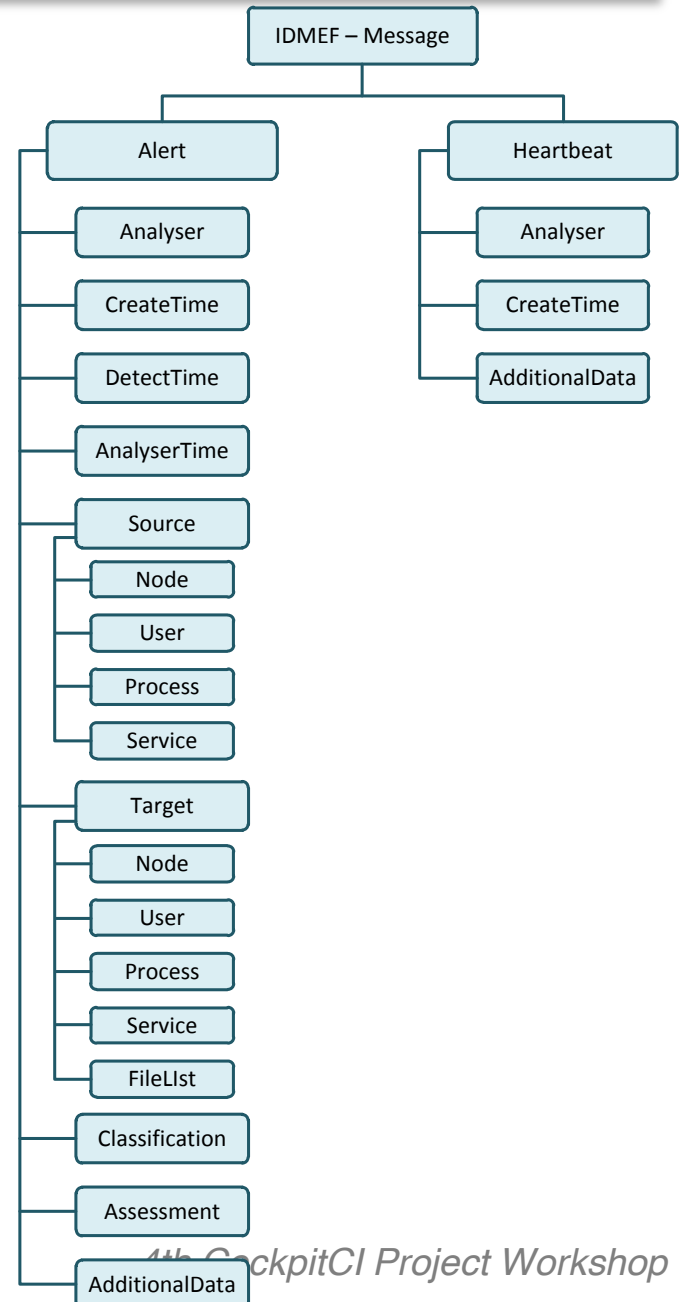 IDMEF – Message
Alert
Heartbeat
Analyser
Analyser
CreateTime
CreateTime
DetectTime
AdditionalData
AnalyserTime
Source
Node
User
Process
Service
Target
Node
User
Process
Service
FileLIst
Classification
Assessment
4th CockpitCI Project Workshop
AdditionalData